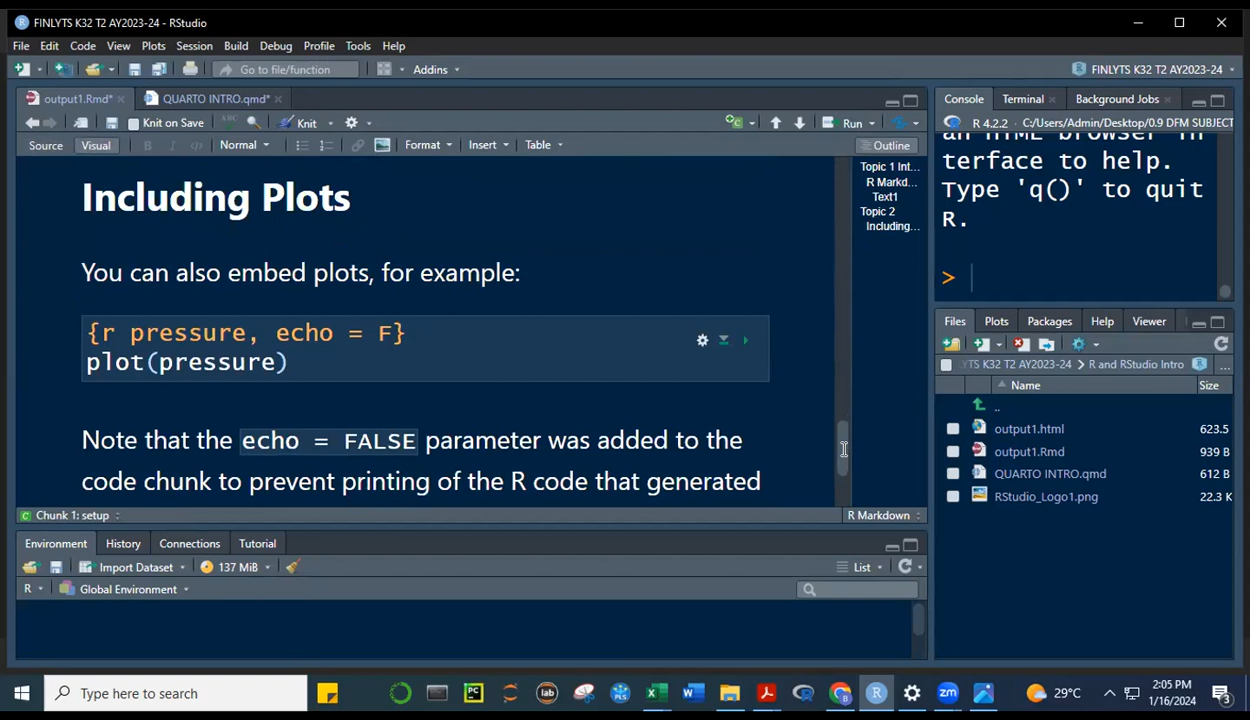 FINLYTS K32 T2 AY2023-24 - RStudio
File Edit Code View Plots Session Build Debug Profile Tools Help
Go to file/function Addins FINLYTS K32 T2 AY2023-24
output1.Rmd* QUARTO INTRO.qmd*
Knit on Save ABC Knit Run
Source Visual B I </> Normal Format Insert Table Outline
Including Plots
You can also embed plots, for example:
{r pressure, echo = F}
plot(pressure)
Note that the echo = FALSE parameter was added to the
code chunk to prevent printing of the R code that generated
Topic 1 Int...
R Markd...
Text1
Topic 2
Including...
Chunk 1: setup R Markdown
Environment History Connections Tutorial
Import Dataset 137 MiB List
R Global Environment
Console Terminal Background Jobs
R 4.2.2 C:/Users/Admin/Desktop/0.9 DFM SUBJECT
an HTML browser in
terface to help.
Type 'q()' to quit
R.
>
Files Plots Packages Help Viewer
LYTS K32 T2 AY2023-24 R and RStudio Intro ...
Name Size
..
output1.html 623.5
output1.Rmd 939 B
QUARTO INTRO.qmd 612 B
RStudio_Logo1.png 22.3 K
Type here to search
PC lab PLS zm
29°C
2:05 PM
1/16/2024
3